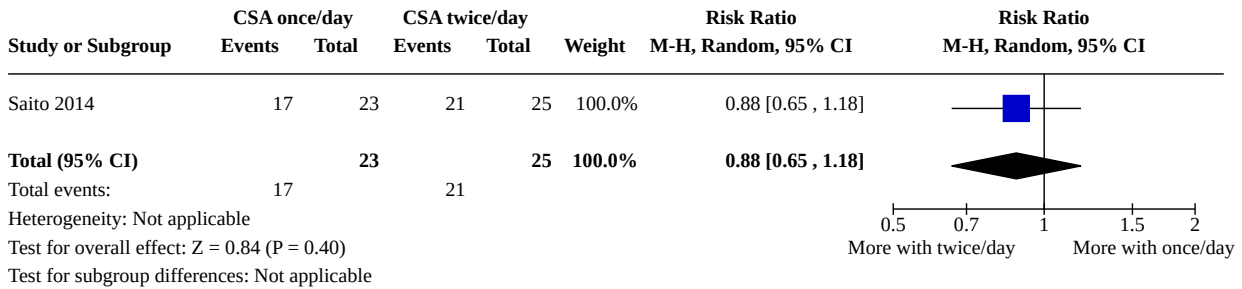 CSA once/day CSA twice/day Risk Ratio Risk Ratio
Study or Subgroup Events Total Events Total Weight M-H, Random, 95% CI M-H, Random, 95% CI
Saito 2014 17 23 21 25 100.0% 0.88 [0.65 , 1.18]
Total (95% CI) 23 25 100.0% 0.88 [0.65 , 1.18]
Total events: 17 21
Heterogeneity: Not applicable
0.5 0.7 1 1.5 2
Test for overall effect: Z = 0.84 (P = 0.40)
More with twice/day More with once/day
Test for subgroup differences: Not applicable